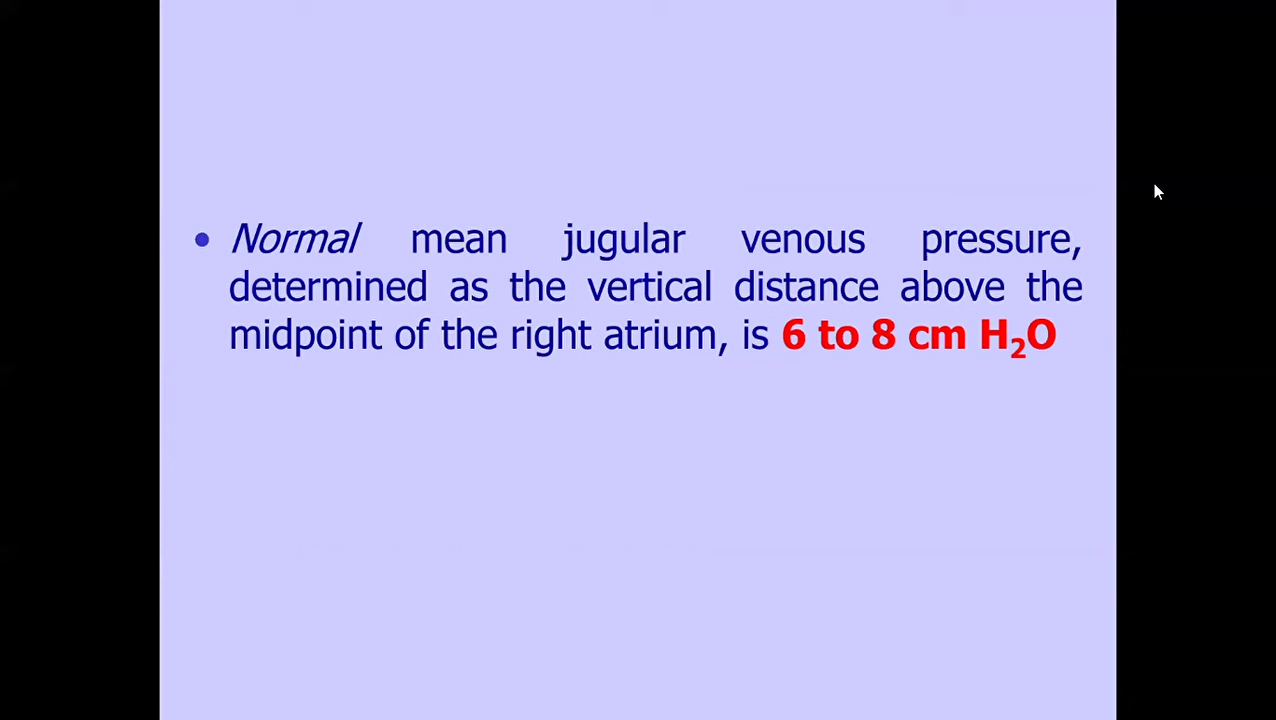 • Normal mean jugular venous pressure,
determined as the vertical distance above the
midpoint of the right atrium, is 6 to 8 cm H₂O